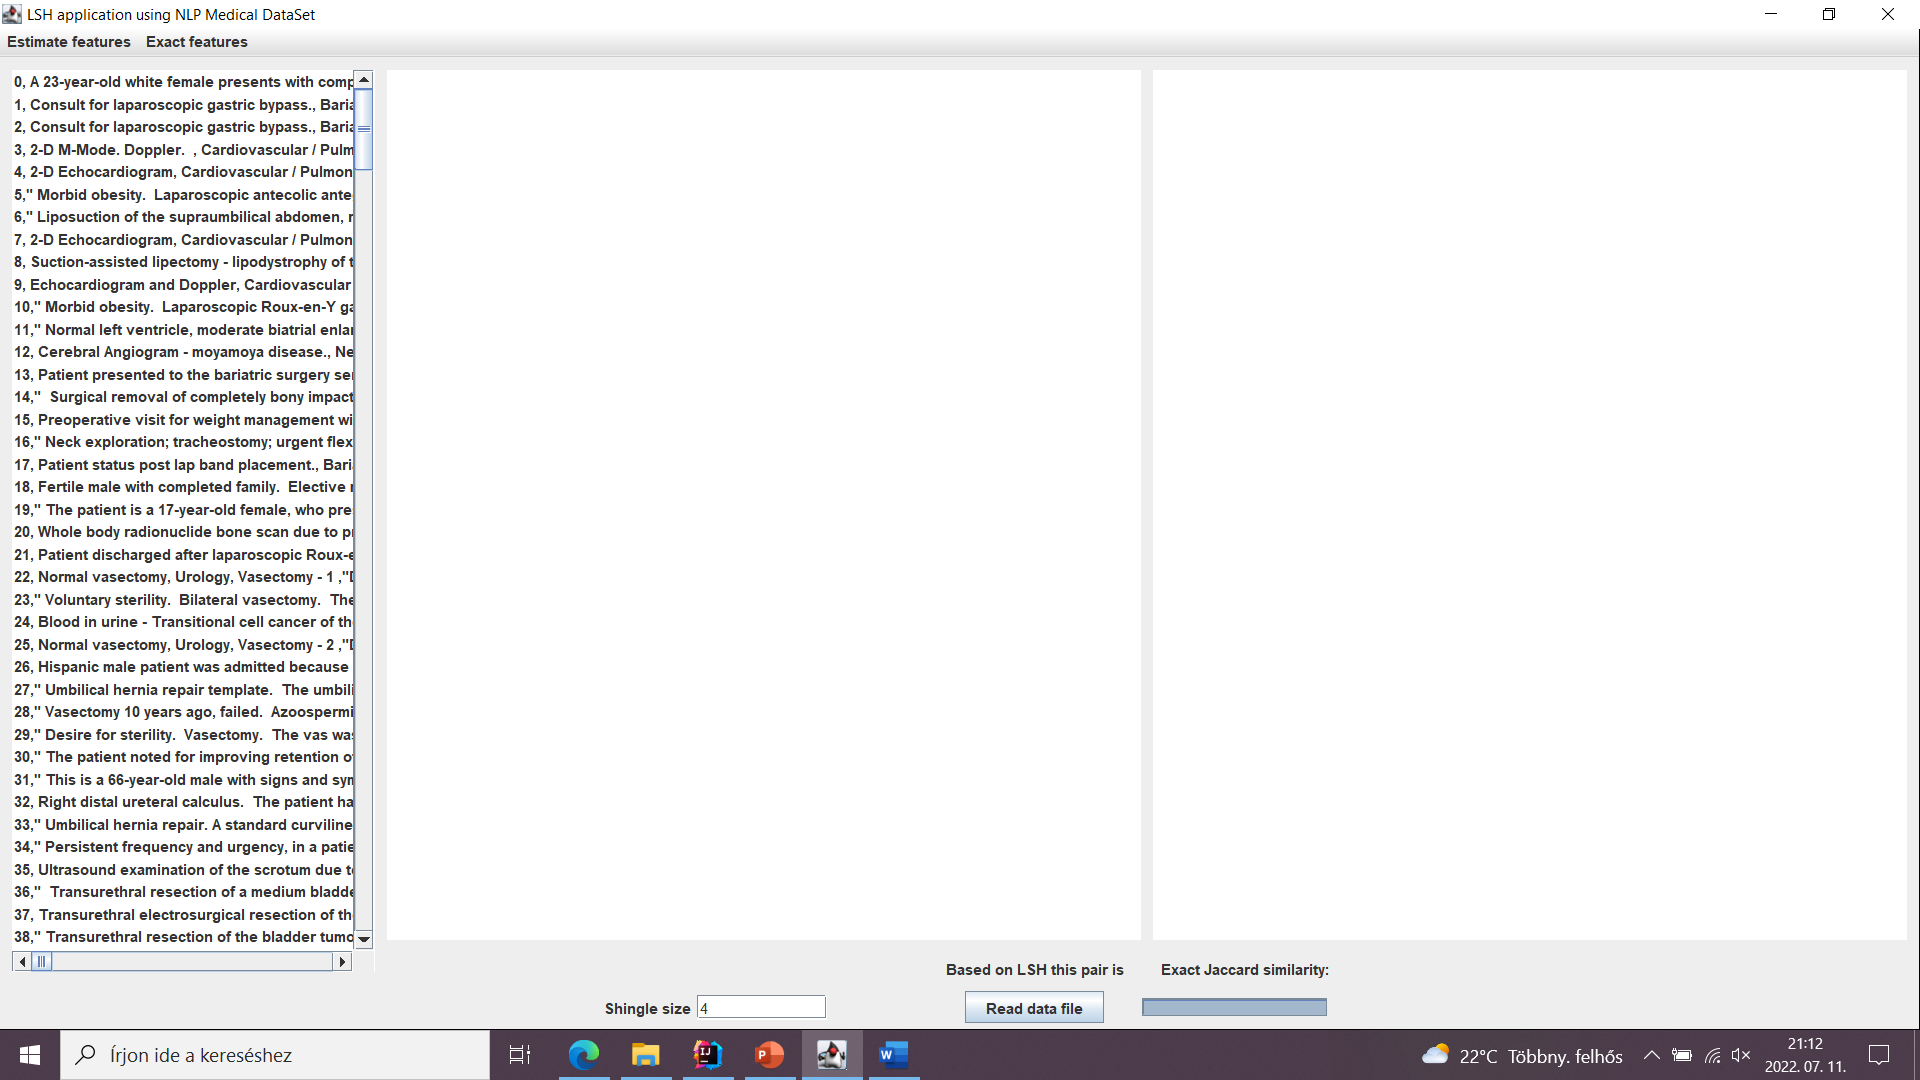 LSH application using NLP Medical DataSet
Estimate features Exact features
0, A 23-year-old white female presents with comp
1, Consult for laparoscopic gastric bypass., Baria
2, Consult for laparoscopic gastric bypass., Baria
3, 2-D M-Mode. Doppler.  , Cardiovascular / Pulm
4, 2-D Echocardiogram, Cardiovascular / Pulmon
5," Morbid obesity.  Laparoscopic antecolic ante
6," Liposuction of the supraumbilical abdomen, r
7, 2-D Echocardiogram, Cardiovascular / Pulmon
8, Suction-assisted lipectomy - lipodystrophy of t
9, Echocardiogram and Doppler, Cardiovascular
10," Morbid obesity.  Laparoscopic Roux-en-Y ga
11," Normal left ventricle, moderate biatrial enlar
12, Cerebral Angiogram - moyamoya disease., Ne
13, Patient presented to the bariatric surgery ser
14,"  Surgical removal of completely bony impact
15, Preoperative visit for weight management wi
16," Neck exploration; tracheostomy; urgent flex
17, Patient status post lap band placement., Bari
18, Fertile male with completed family.  Elective
19," The patient is a 17-year-old female, who pre
20, Whole body radionuclide bone scan due to pr
21, Patient discharged after laparoscopic Roux-e
22, Normal vasectomy, Urology, Vasectomy - 1 ,"D
23," Voluntary sterility.  Bilateral vasectomy.  The
24, Blood in urine - Transitional cell cancer of the
25, Normal vasectomy, Urology, Vasectomy - 2 ,"D
26, Hispanic male patient was admitted because
27," Umbilical hernia repair template.  The umbili
28," Vasectomy 10 years ago, failed.  Azoospermi
29," Desire for sterility.  Vasectomy.  The vas was
30," The patient noted for improving retention of
31," This is a 66-year-old male with signs and sym
32, Right distal ureteral calculus.  The patient ha
33," Umbilical hernia repair. A standard curviline
34," Persistent frequency and urgency, in a patie
35, Ultrasound examination of the scrotum due to
36,"  Transurethral resection of a medium bladde
37, Transurethral electrosurgical resection of the
38," Transurethral resection of the bladder tumo
Based on LSH this pair is Exact Jaccard similarity:
Shingle size 4 Read data file
Írjon ide a kereséshez
22°C Többny. felhős
21:12
2022. 07. 11.